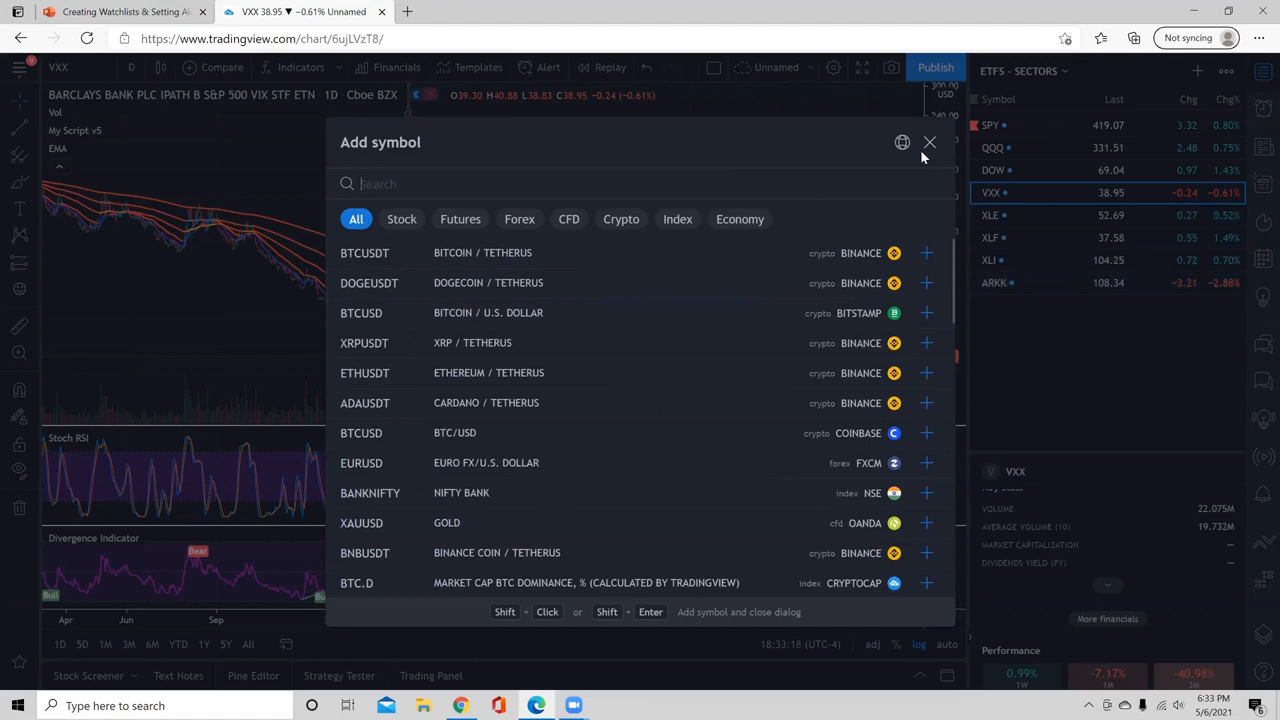 Creating Watchlists & Setting Al
VXX 38.95 ▼ −0.61% Unnamed
https://www.tradingview.com/chart/6ujLVzT8/
Not syncing
9
VXX
D
Compare
Indicators
Financials
Templates
Alert
Replay
Unnamed
Publish
ETFS - SECTORS
BARCLAYS BANK PLC IPATH B S&P 500 VIX STF ETN
1D
Cboe BZX
O39.30 H40.88 L38.83 C38.95 −0.24 (−0.61%)
300.00
USD
Vol
My Script v5
EMA
Symbol Last Chg Chg%
SPY 419.07 3.32 0.80%
QQQ 331.51 2.48 0.75%
DOW 69.04 0.97 1.43%
VXX 38.95 −0.24 −0.61%
XLE 52.69 0.27 0.52%
XLF 37.58 0.55 1.49%
XLI 104.25 0.72 0.70%
ARKK 108.34 −3.21 −2.88%
Add symbol
Search
All Stock Futures Forex CFD Crypto Index Economy
BTCUSDT BITCOIN / TETHERUS crypto BINANCE
DOGEUSDT DOGECOIN / TETHERUS crypto BINANCE
BTCUSD BITCOIN / U.S. DOLLAR crypto BITSTAMP
XRPUSDT XRP / TETHERUS crypto BINANCE
ETHUSDT ETHEREUM / TETHERUS crypto BINANCE
ADAUSDT CARDANO / TETHERUS crypto BINANCE
BTCUSD BTC/USD crypto COINBASE
EURUSD EURO FX/U.S. DOLLAR forex FXCM
BANKNIFTY NIFTY BANK index NSE
XAUUSD GOLD cfd OANDA
BNBUSDT BINANCE COIN / TETHERUS crypto BINANCE
BTC.D MARKET CAP BTC DOMINANCE, % (CALCULATED BY TRADINGVIEW) index CRYPTOCAP
Shift + Click or Shift + Enter Add symbol and close dialog
Stoch RSI
Divergence Indicator
Bear
Bull
Apr Jun Sep
V VXX
VOLUME 22.075M
AVERAGE VOLUME (10) 19.732M
MARKET CAPITALIZATION —
DIVIDENDS YIELD (FY) —
More financials
Performance
0.99% −7.17% −40.98%
1W 1M 3M
1D 5D 1M 3M 6M YTD 1Y 5Y All
18:33:18 (UTC-4) adj % log auto
Stock Screener Text Notes Pine Editor Strategy Tester Trading Panel
Type here to search
6:33 PM
5/6/2021
6